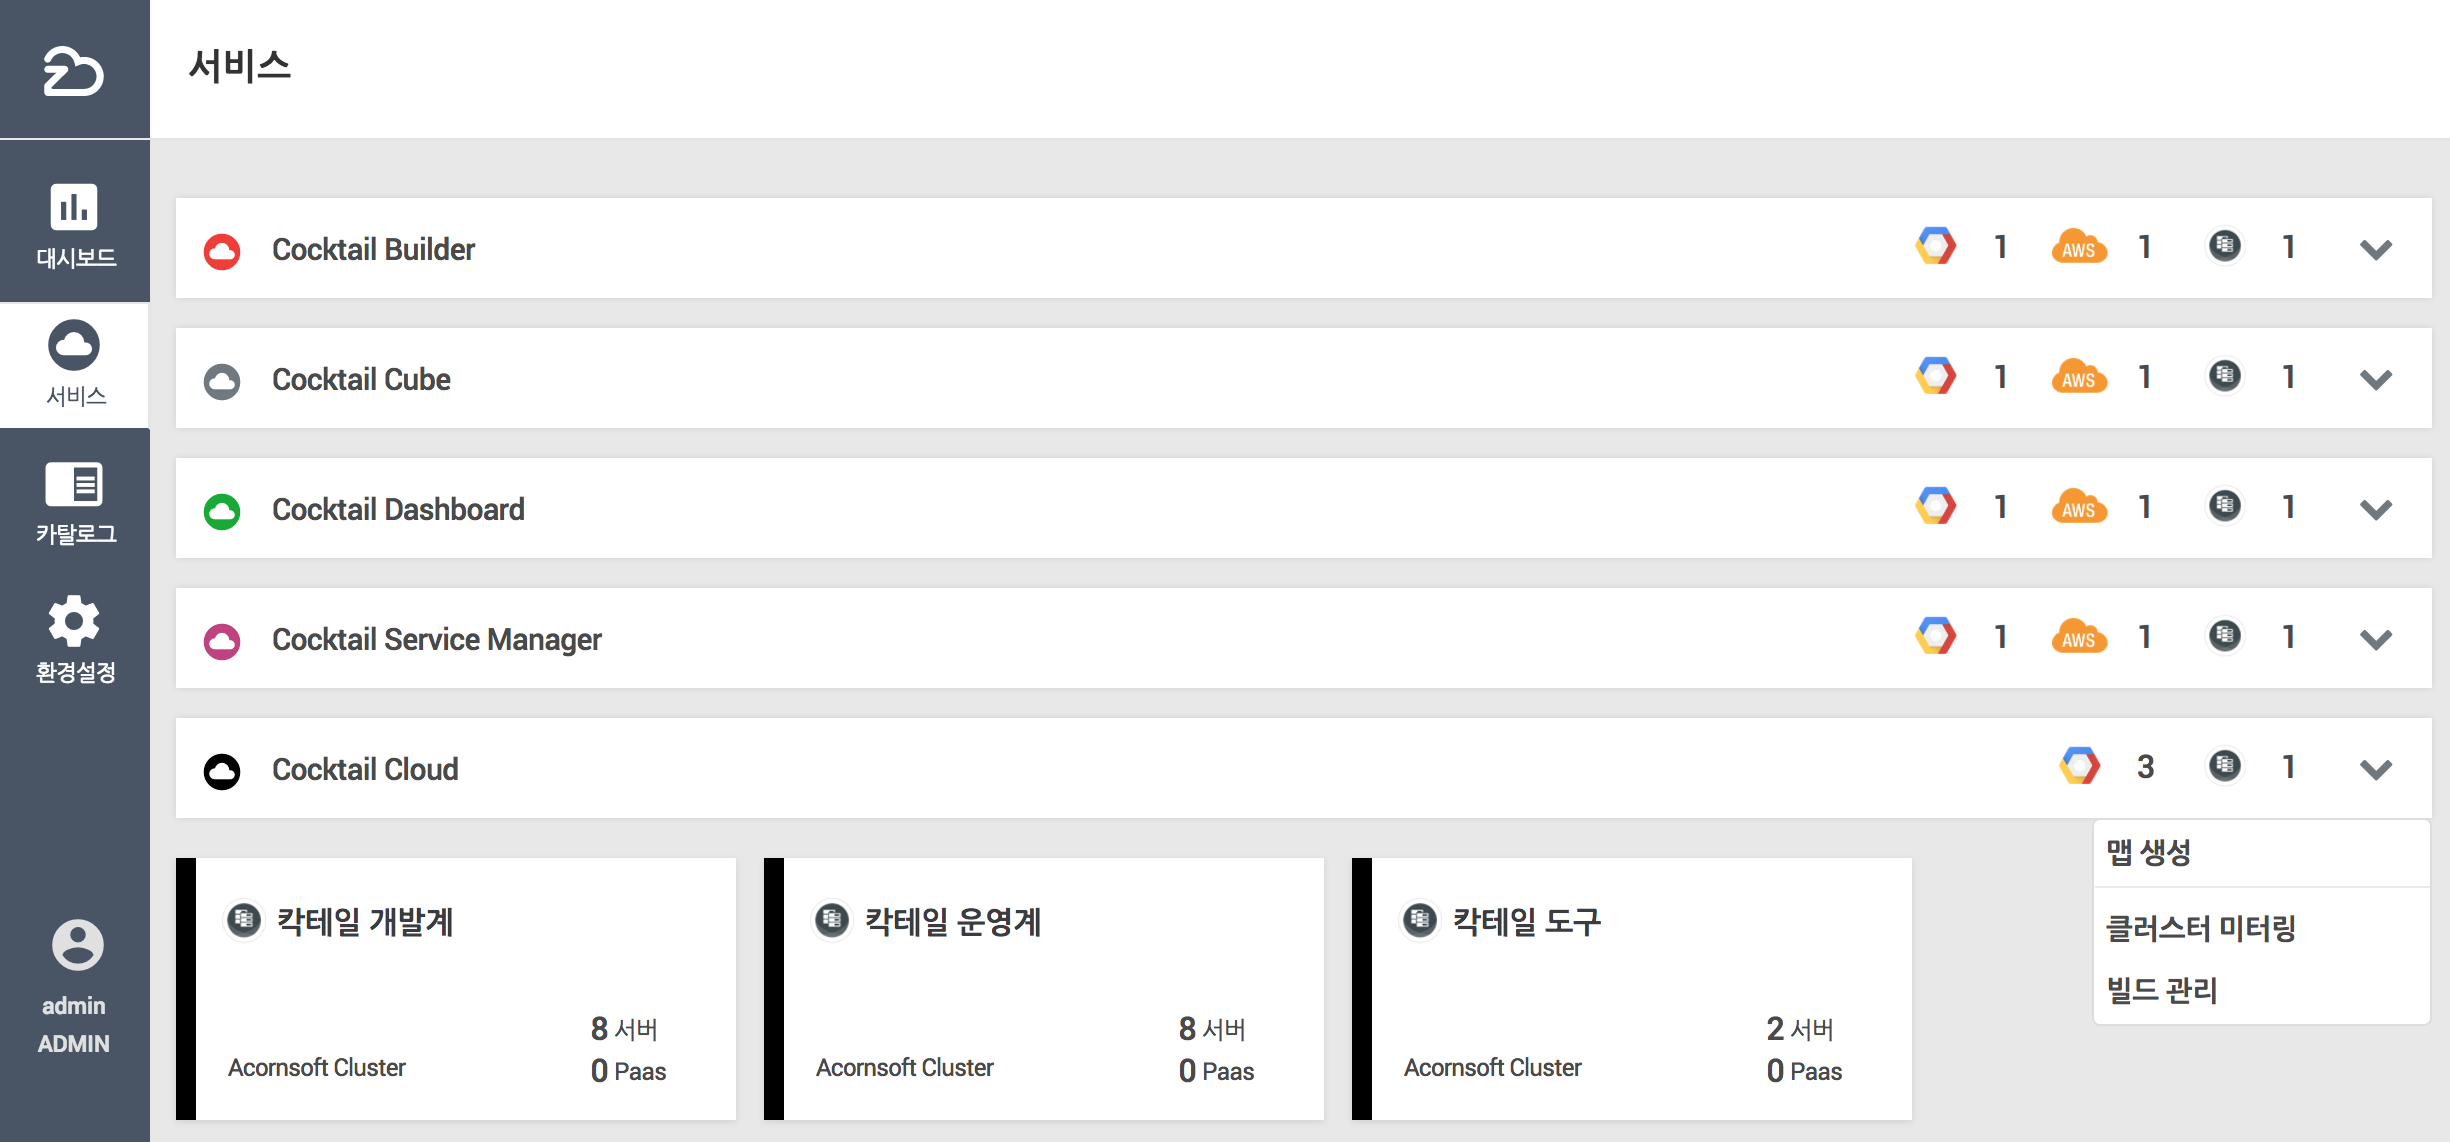 서비스
대시보드
서비스
카탈로그
환경설정
admin
ADMIN
Cocktail Builder 1 AWS 1 1
Cocktail Cube 1 AWS 1 1
Cocktail Dashboard 1 AWS 1 1
Cocktail Service Manager 1 AWS 1 1
Cocktail Cloud 3 1
맵 생성
클러스터 미터링
빌드 관리
칵테일 개발계
8 서버
Acornsoft Cluster
0 Paas
칵테일 운영계
8 서버
Acornsoft Cluster
0 Paas
칵테일 도구
2 서버
Acornsoft Cluster
0 Paas